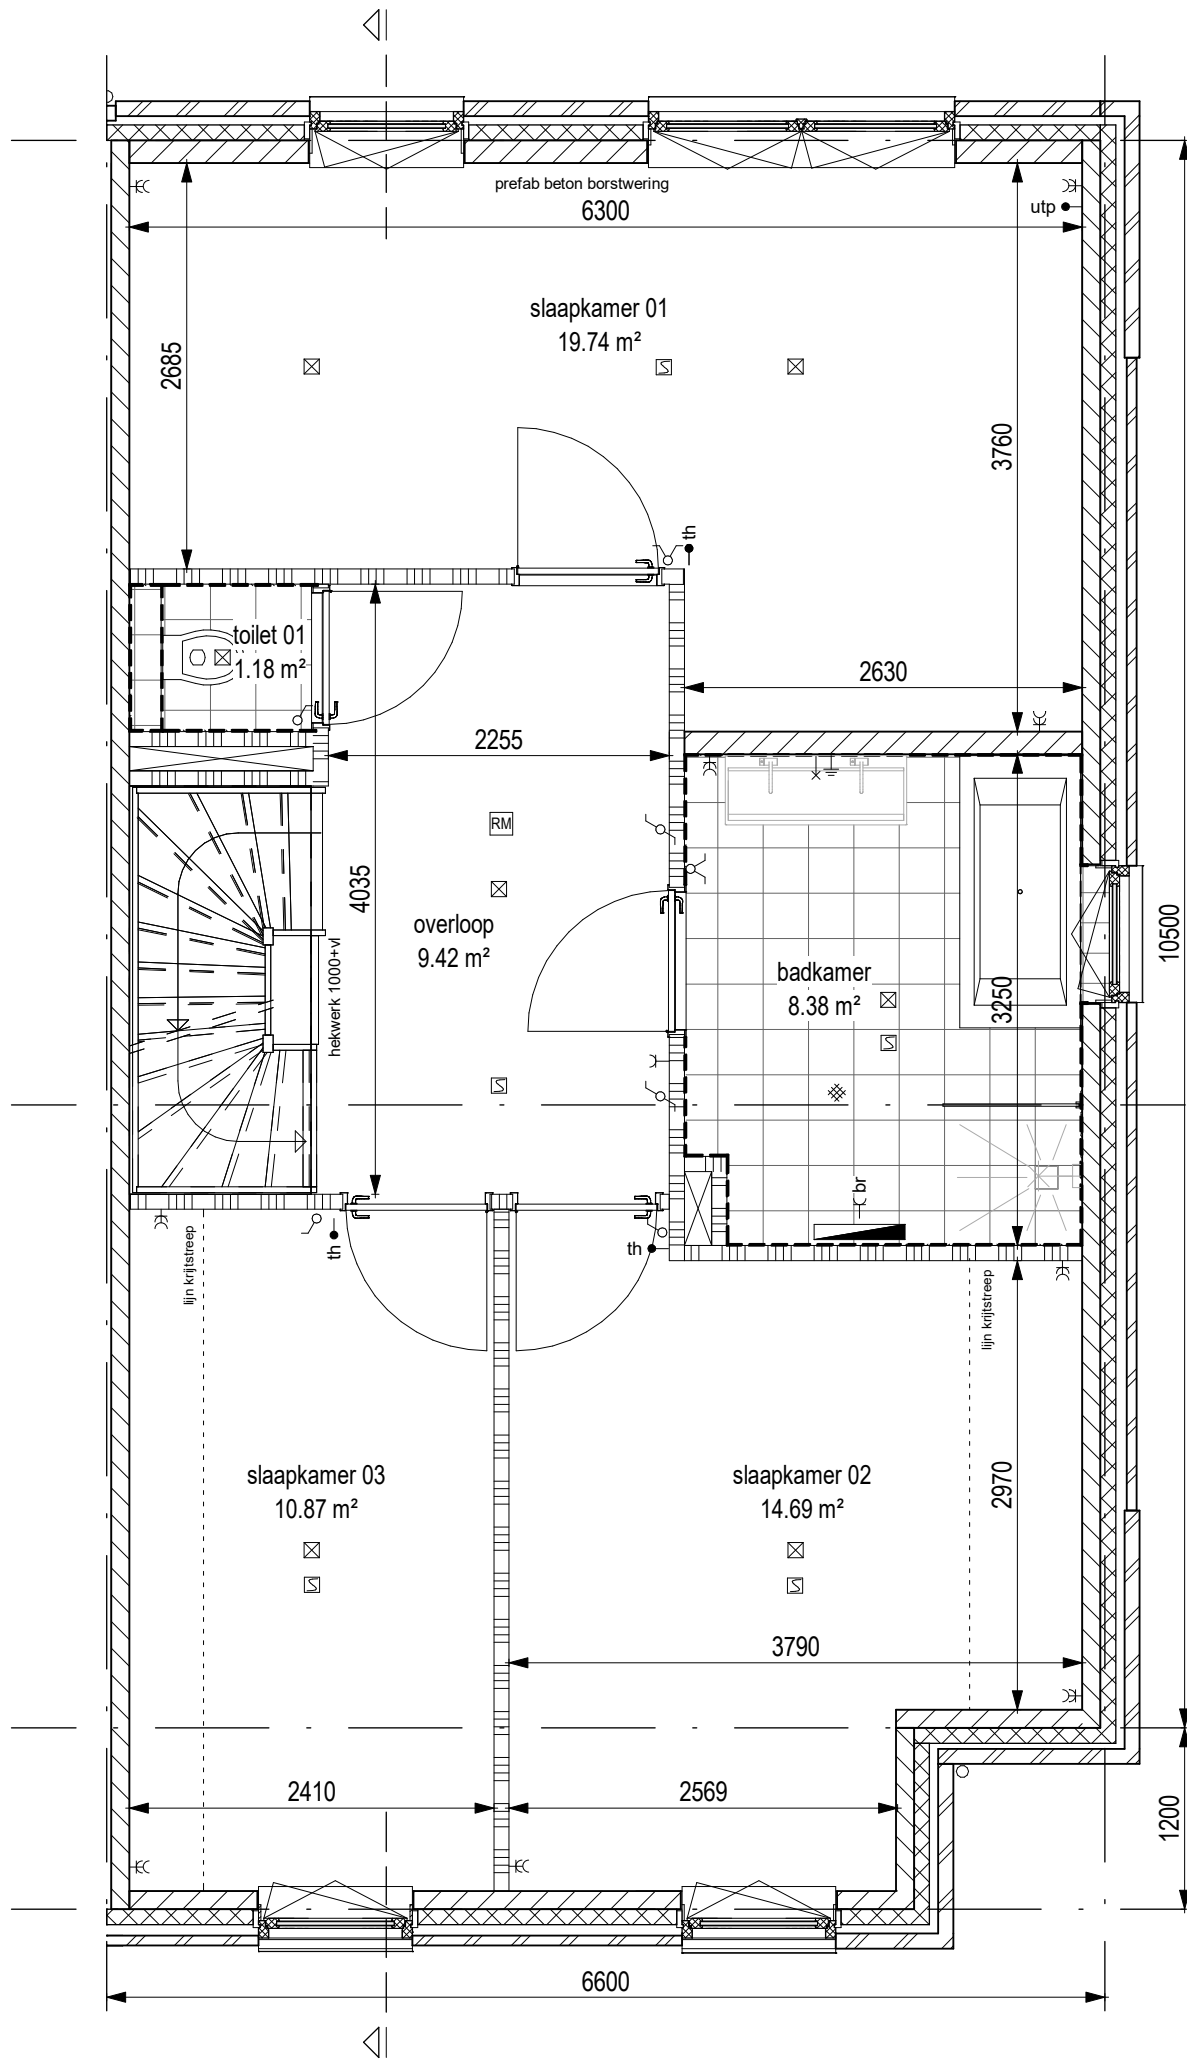 prefab beton borstwering
6300
utp
slaapkamer 01
19.74 m²
2685
3760
th
toilet 01
1.18 m²
2630
2255
RM
4035
overloop
9.42 m²
hekwerk 1000+vl
badkamer
8.38 m²
3250
10500
br
th
th
lijn krijtstreep
lijn krijtstreep
slaapkamer 03
10.87 m²
slaapkamer 02
14.69 m²
2970
3790
2410
2569
1200
6600